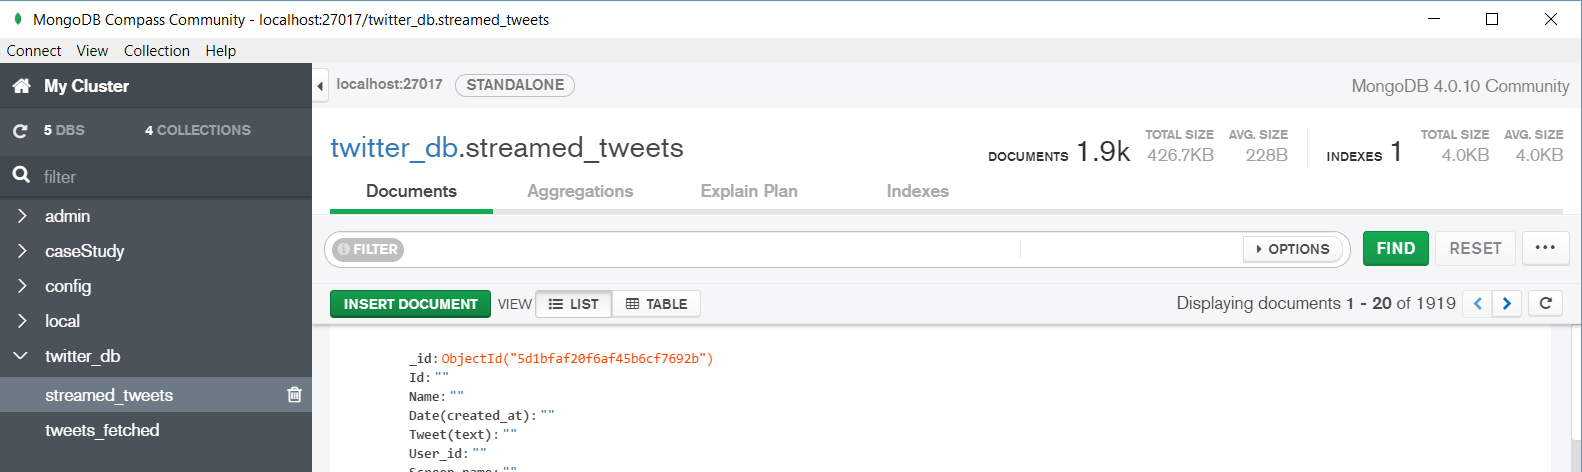 MongoDB Compass Community - localhost:27017/twitter_db.streamed_tweets
Connect View Collection Help
My Cluster
localhost:27017 STANDALONE
MongoDB 4.0.10 Community
5 DBS 4 COLLECTIONS
filter
twitter_db.streamed_tweets
DOCUMENTS 1.9k TOTAL SIZE 426.7KB AVG. SIZE 228B
INDEXES 1 TOTAL SIZE 4.0KB AVG. SIZE 4.0KB
Documents Aggregations Explain Plan Indexes
admin
caseStudy
config
local
twitter_db
streamed_tweets
tweets_fetched
FILTER OPTIONS FIND RESET ...
INSERT DOCUMENT VIEW LIST TABLE Displaying documents 1 - 20 of 1919
_id: ObjectId("5d1bfaf20f6af45b6cf7692b")
Id: ""
Name: ""
Date(created_at): ""
Tweet(text): ""
User_id: ""
Screen_name: ""